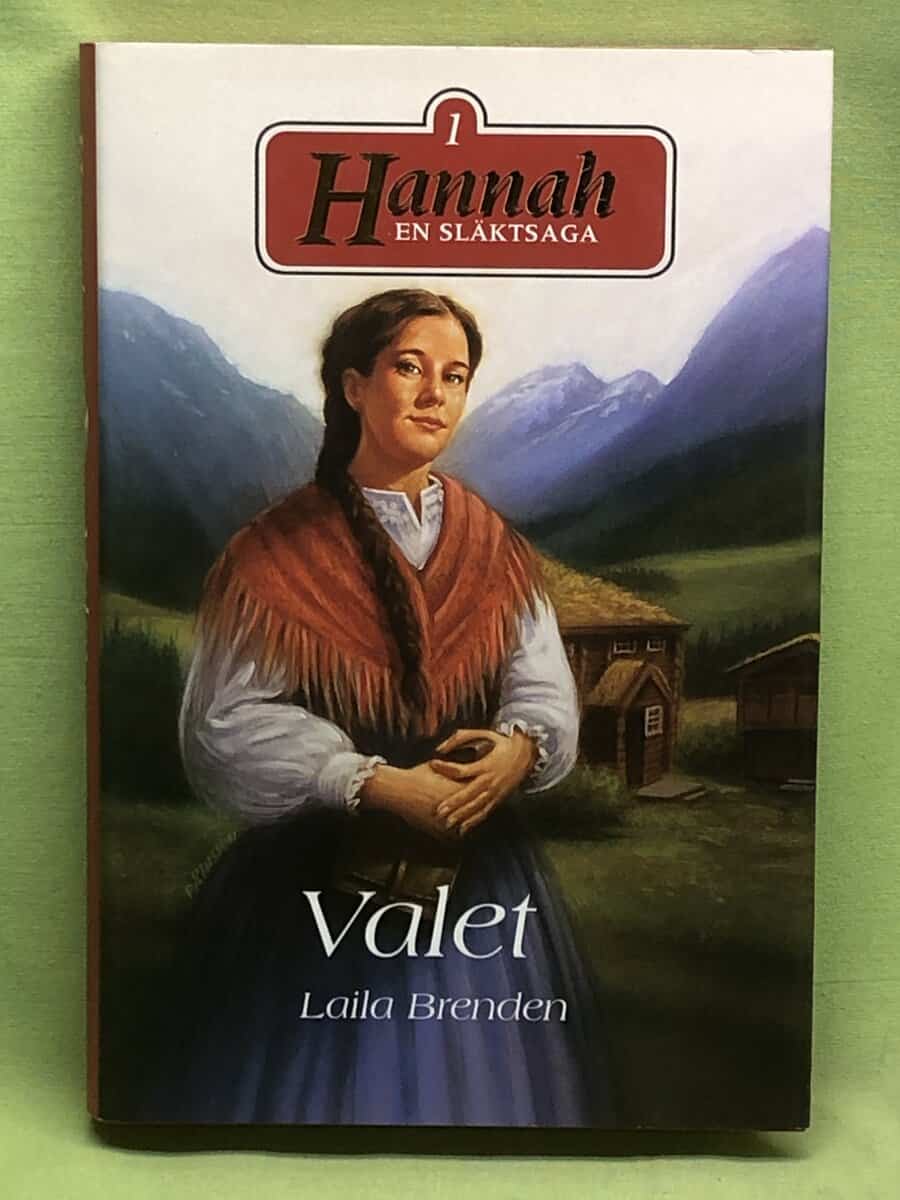 1
Hannah
EN SLÄKTSAGA
Valet
Laila Brenden